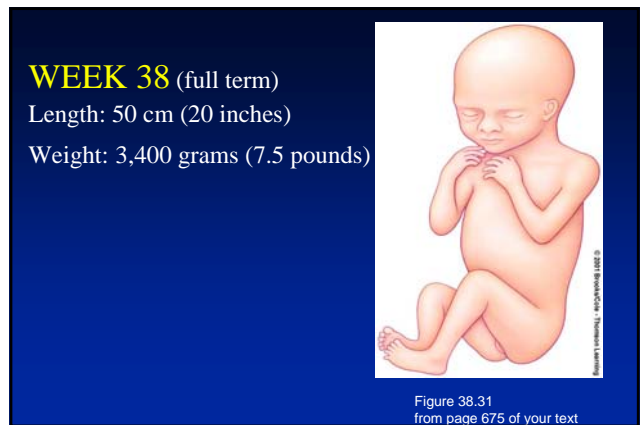 WEEK 38 (full term)
Length: 50 cm (20 inches)
Weight: 3,400 grams (7.5 pounds)
© 2001 Brooks/Cole - Thomson Learning
Figure 38.31
from page 675 of your text